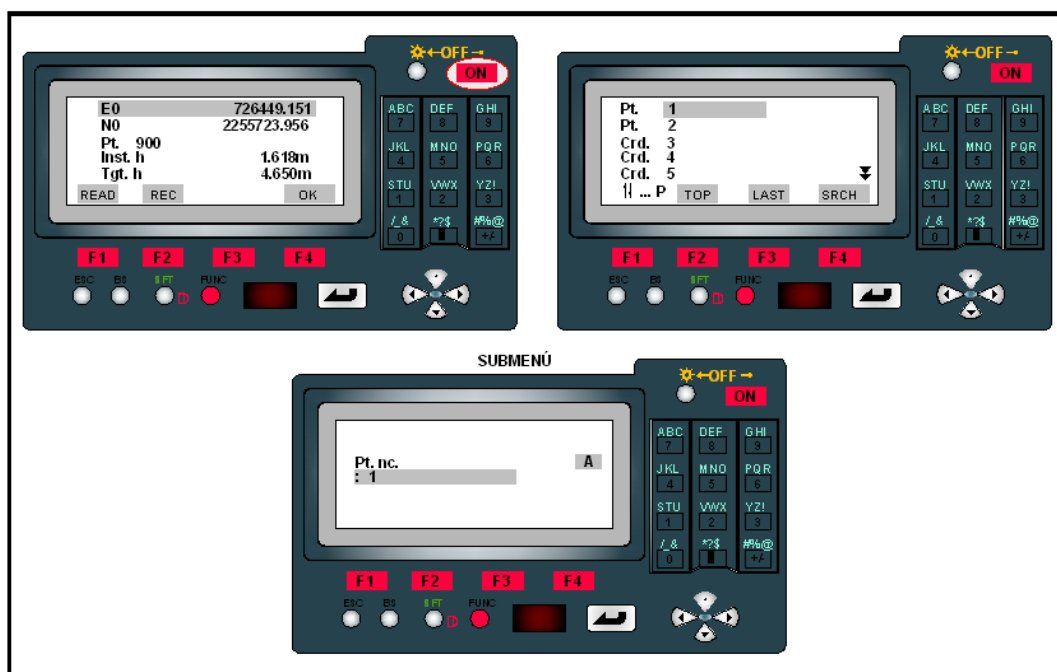 ☼←OFF→
ON
E0 726449.151
N0 2255723.956
Pt. 900
Inst. h 1.618m
Tgt. h 4.650m
READ REC OK
ABC DEF GHI
7 8 9
JKL MNO PQR
4 5 6
STU VWX YZ!
1 2 3
/_& *?$ #%@
0 +/-
F1 F2 F3 F4
ESC BS SFT FUNC
☼←OFF→
ON
Pt. 1
Pt. 2
Crd. 3
Crd. 4
Crd. 5
... P TOP LAST SRCH
ABC DEF GHI
7 8 9
JKL MNO PQR
4 5 6
STU VWX YZ!
1 2 3
/_& *?$ #%@
0 +/-
F1 F2 F3 F4
ESC BS SFT FUNC
SUBMENÚ
☼←OFF→
ON
Pt. nc. A
: 1
ABC DEF GHI
7 8 9
JKL MNO PQR
4 5 6
STU VWX YZ!
1 2 3
/_& *?$ #%@
0 +/-
F1 F2 F3 F4
ESC BS SFT FUNC